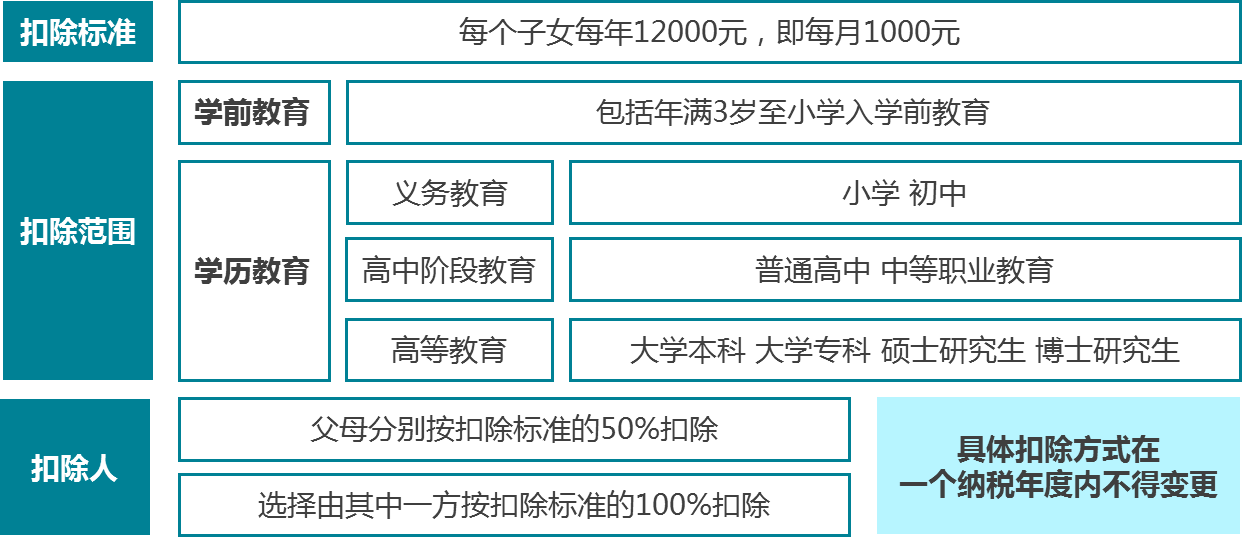 扣除标准
每个子女每年12000元，即每月1000元
扣除范围
学前教育
包括年满3岁至小学入学前教育
学历教育
义务教育
小学 初中
高中阶段教育
普通高中 中等职业教育
高等教育
大学本科 大学专科 硕士研究生 博士研究生
扣除人
父母分别按扣除标准的50%扣除
选择由其中一方按扣除标准的100%扣除
具体扣除方式在
一个纳税年度内不得变更